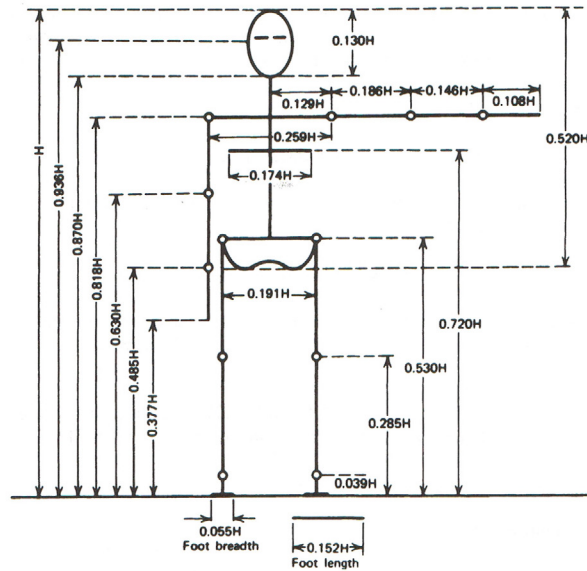 0.130H
0.129H
0.186H
0.146H
0.108H
0.259H
0.520H
0.174H
H
0.936H
0.870H
0.818H
0.630H
0.485H
0.377H
0.191H
0.720H
0.530H
0.285H
0.039H
0.055H
Foot breadth
0.152H
Foot length